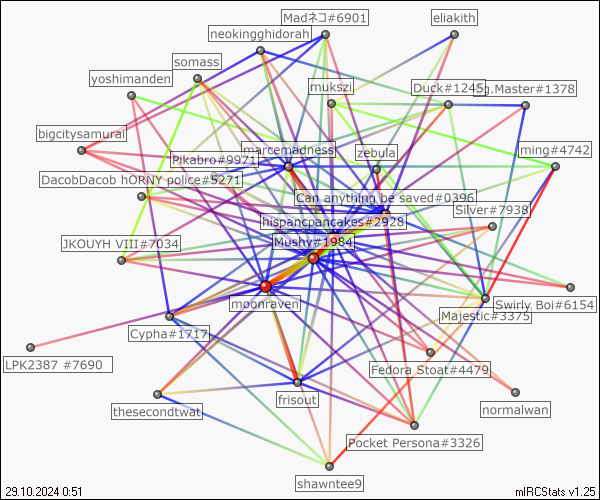 Madネコ#6901
eliakith
neokingghidorah
somass
yoshimanden
mukszi
Duck#1245
g.Master#1378
bigcitysamurai
marcemadness
Pikabro#9971
zebula
ming#4742
DacobDacob hORNY police#5271
Can anything be saved#0396
Silver#7938
hispancpancakes#2928
JKOUYH VIII#7034
Mushy#1984
moonraven
Swirly Boi#6154
Majestic#3375
Cypha#1717
LPK2387 #7690
Fedora Stoat#4479
frisout
thesecondtwat
normalwan
Pocket Persona#3326
shawntee9
29.10.2024 0:51
mIRCStats v1.25